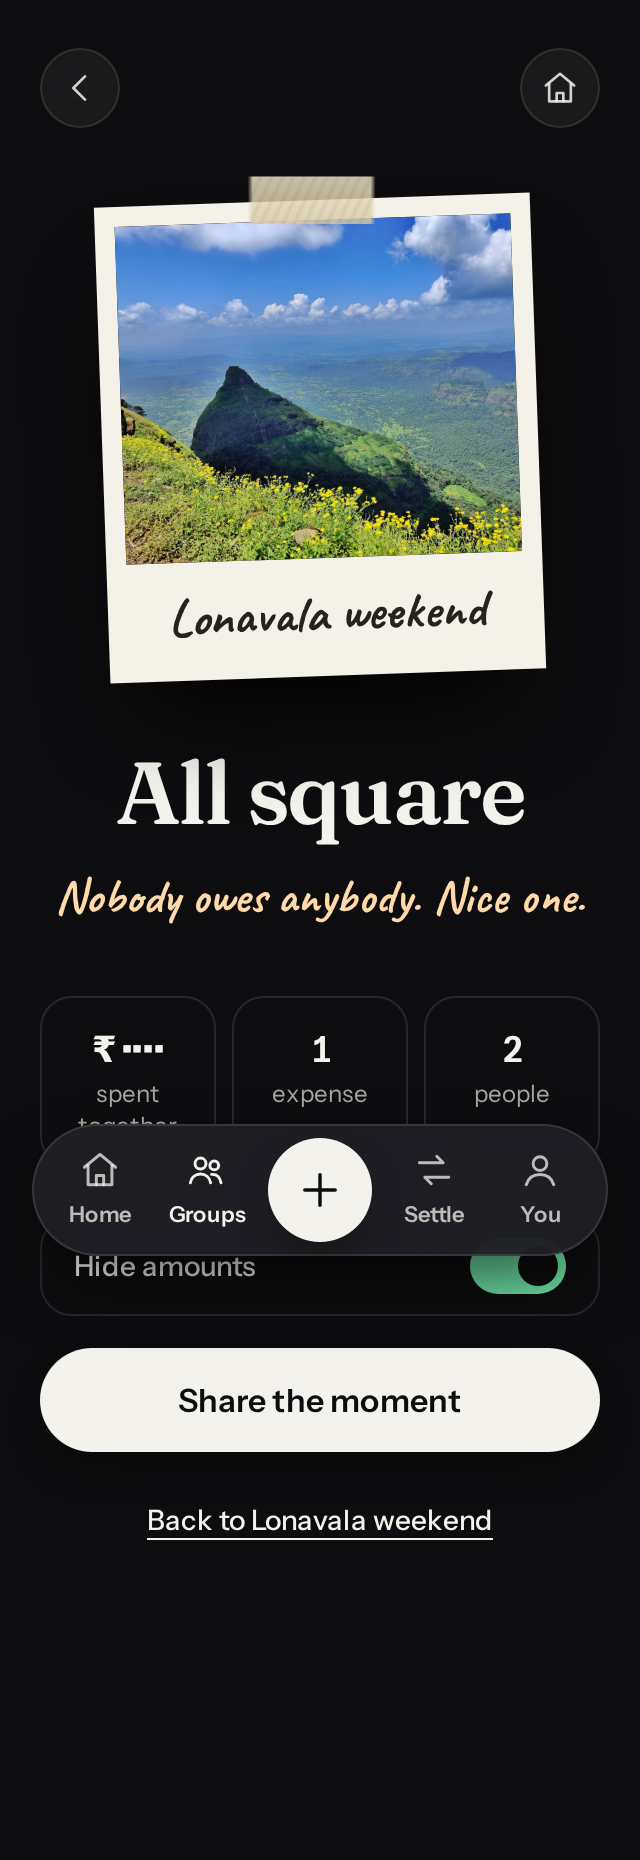 Lonavala weekend
All square
Nobody owes anybody. Nice one.
₹ ····
spent
together
1
expense
2
people
Home
Groups
+
Settle
You
Hide amounts
Share the moment
Back to Lonavala weekend